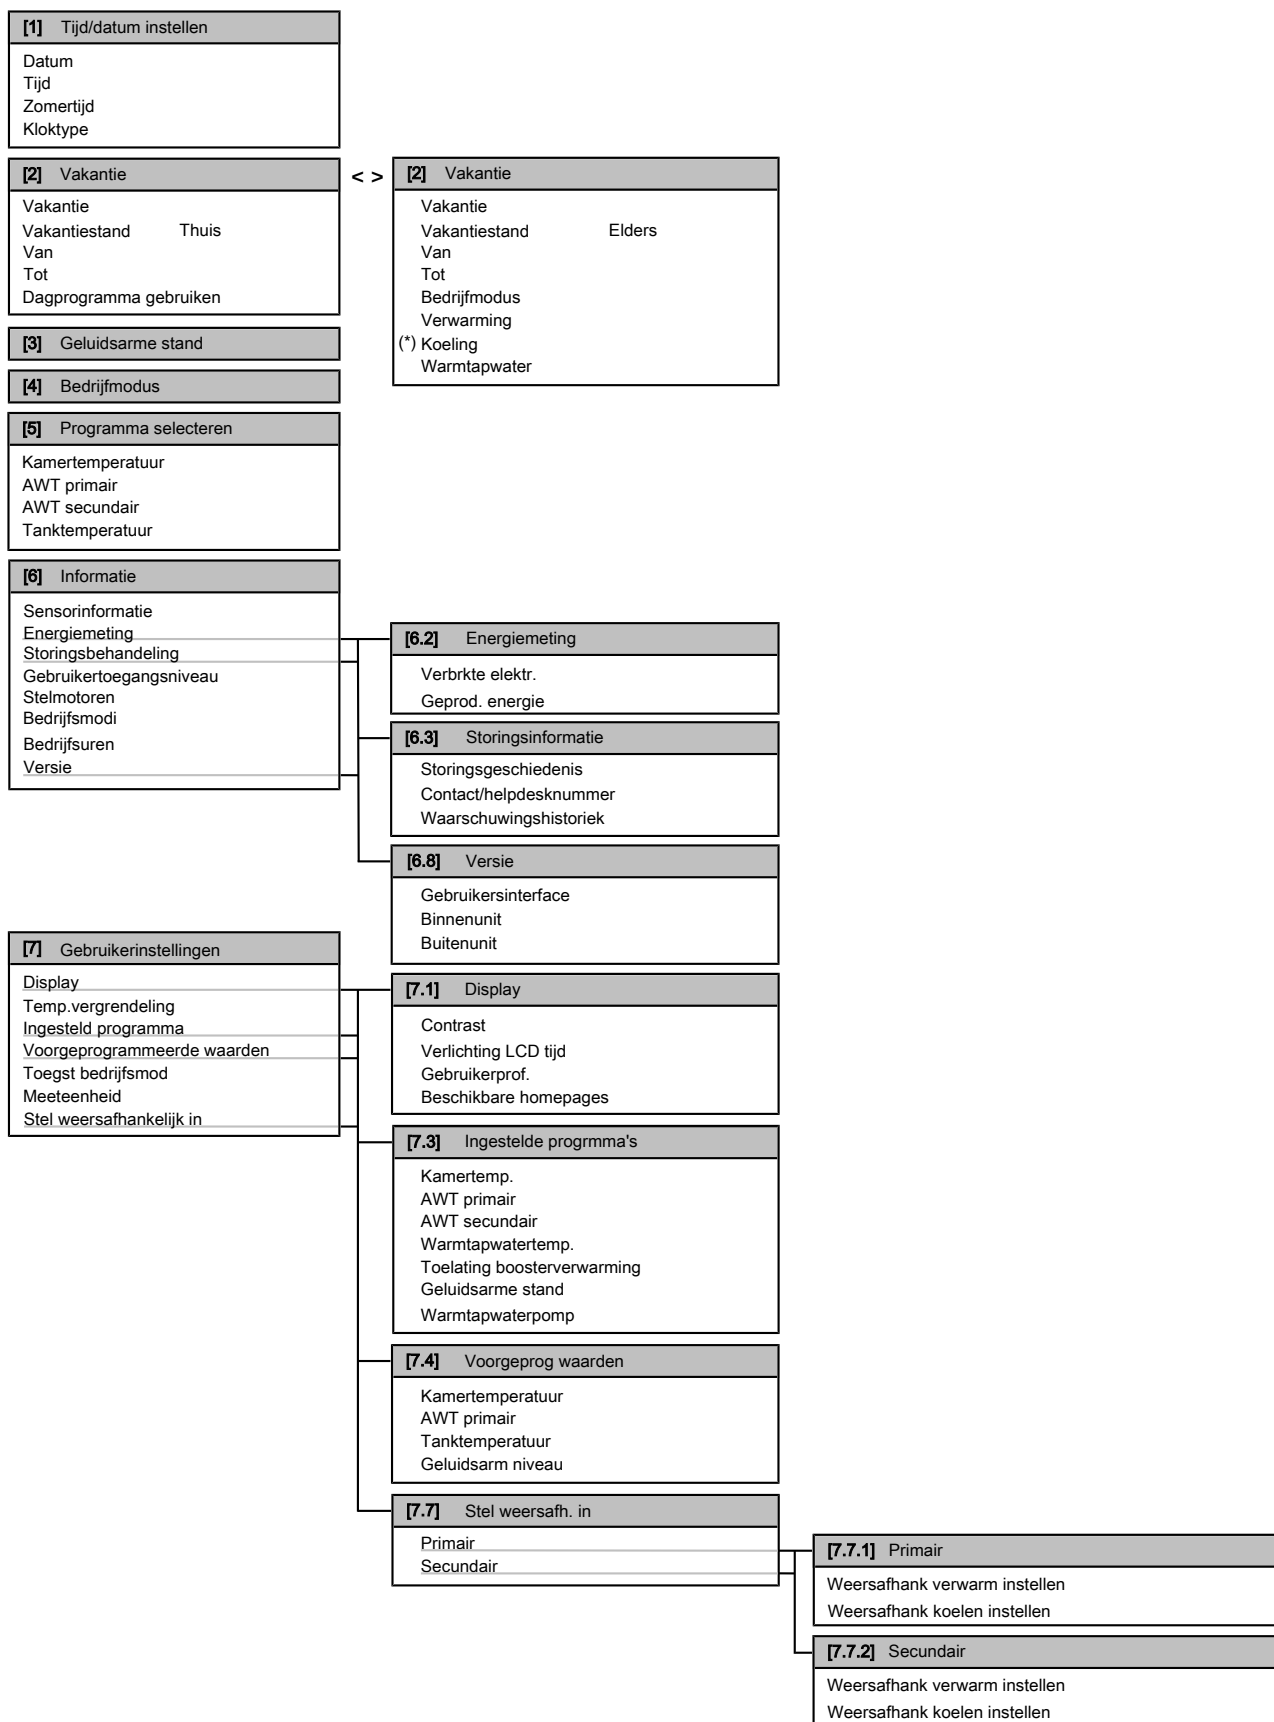 [1] Tijd/datum instellen
Datum
Tijd
Zomertijd
Kloktype
[2] Vakantie
Vakantie
Vakantiestand Thuis
Van
Tot
Dagprogramma gebruiken
< >
[2] Vakantie
Vakantie
Vakantiestand Elders
Van
Tot
Bedrijfmodus
Verwarming
(*) Koeling
Warmtapwater
[3] Geluidsarme stand
[4] Bedrijfmodus
[5] Programma selecteren
Kamertemperatuur
AWT primair
AWT secundair
Tanktemperatuur
[6] Informatie
Sensorinformatie
Energiemeting
Storingsbehandeling
Gebruikertoegangsniveau
Stelmotoren
Bedrijfsmodi
Bedrijfsuren
Versie
[6.2] Energiemeting
Verbrkte elektr.
Geprod. energie
[6.3] Storingsinformatie
Storingsgeschiedenis
Contact/helpdesknummer
Waarschuwingshistoriek
[6.8] Versie
Gebruikersinterface
Binnenunit
Buitenunit
[7] Gebruikerinstellingen
Display
Temp.vergrendeling
Ingesteld programma
Voorgeprogrammeerde waarden
Toegst bedrijfsmod
Meeteenheid
Stel weersafhankelijk in
[7.1] Display
Contrast
Verlichting LCD tijd
Gebruikerprof.
Beschikbare homepages
[7.3] Ingestelde progrmma's
Kamertemp.
AWT primair
AWT secundair
Warmtapwatertemp.
Toelating boosterverwarming
Geluidsarme stand
Warmtapwaterpomp
[7.4] Voorgeprog waarden
Kamertemperatuur
AWT primair
Tanktemperatuur
Geluidsarm niveau
[7.7] Stel weersafh. in
Primair
Secundair
[7.7.1] Primair
Weersafhank verwarm instellen
Weersafhank koelen instellen
[7.7.2] Secundair
Weersafhank verwarm instellen
Weersafhank koelen instellen